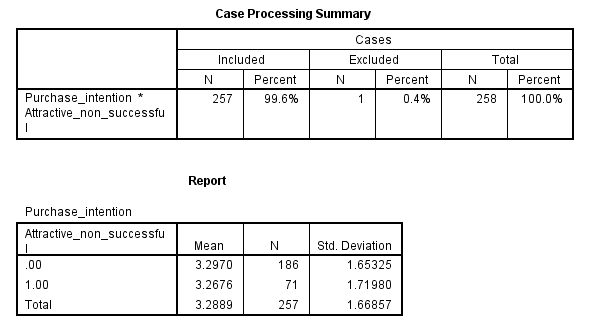 Case Processing Summary
Cases
Included Excluded Total
N Percent N Percent N Percent
Purchase_intention * 257 99.6% 1 0.4% 258 100.0%
Attractive_non_successfu
l
Report
Purchase_intention
Attractive_non_successfu
l Mean N Std. Deviation
.00 3.2970 186 1.65325
1.00 3.2676 71 1.71980
Total 3.2889 257 1.66857